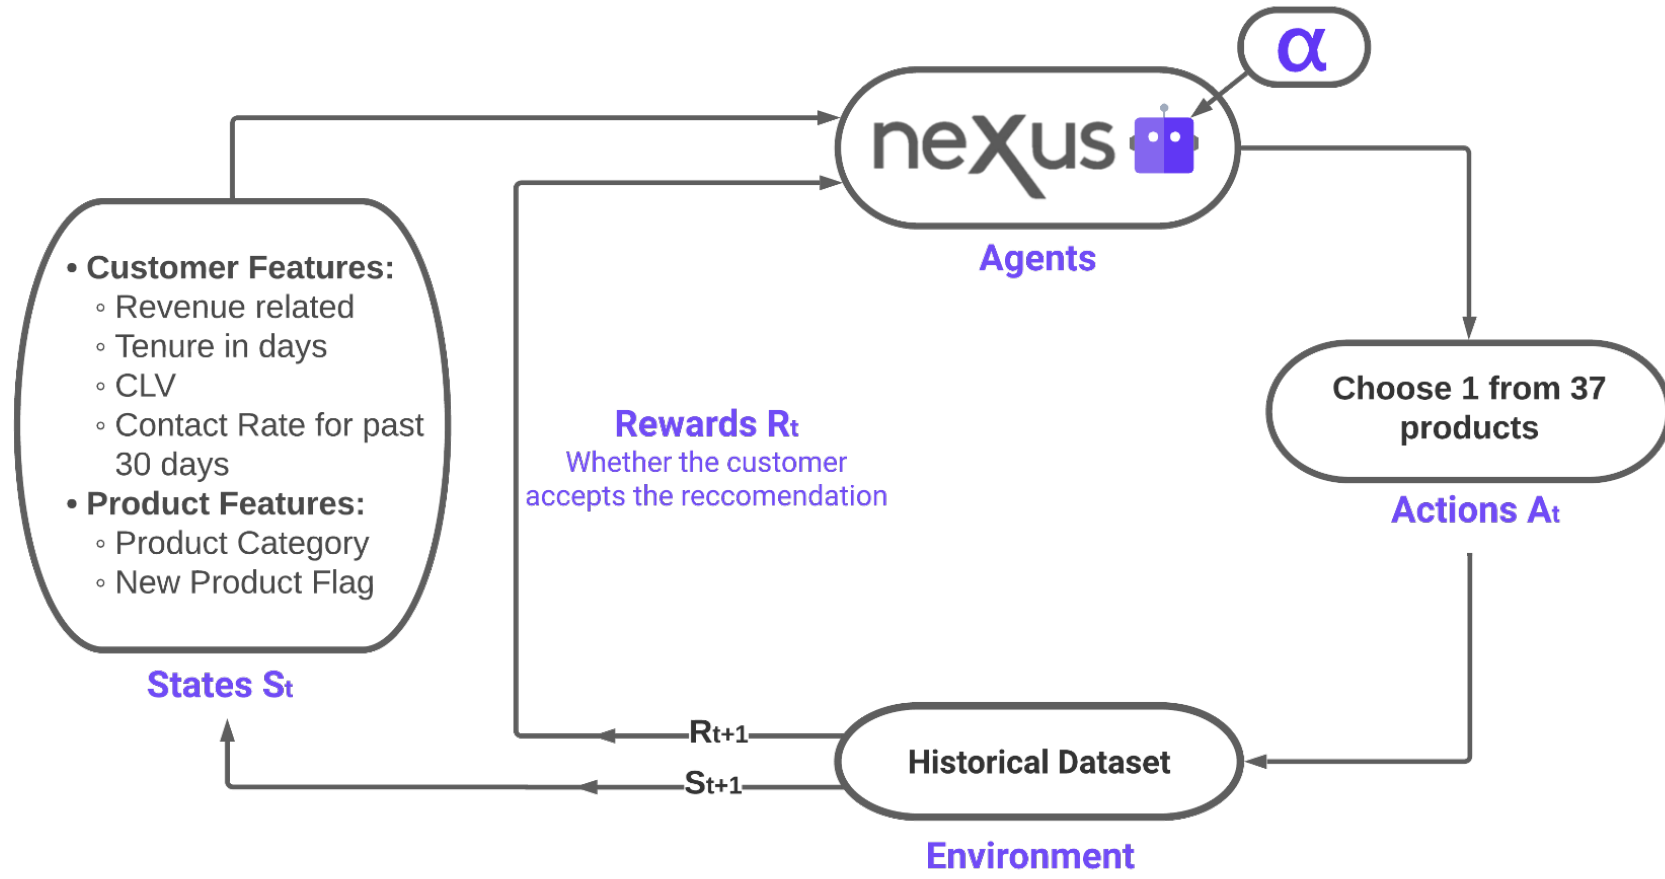 α
nexus
Agents
• Customer Features:
◦ Revenue related
◦ Tenure in days
◦ CLV
◦ Contact Rate for past
30 days
• Product Features:
◦ Product Category
◦ New Product Flag
States St
Rewards Rt
Whether the customer
accepts the reccomendation
Choose 1 from 37
products
Actions At
Rt+1
St+1
Historical Dataset
Environment